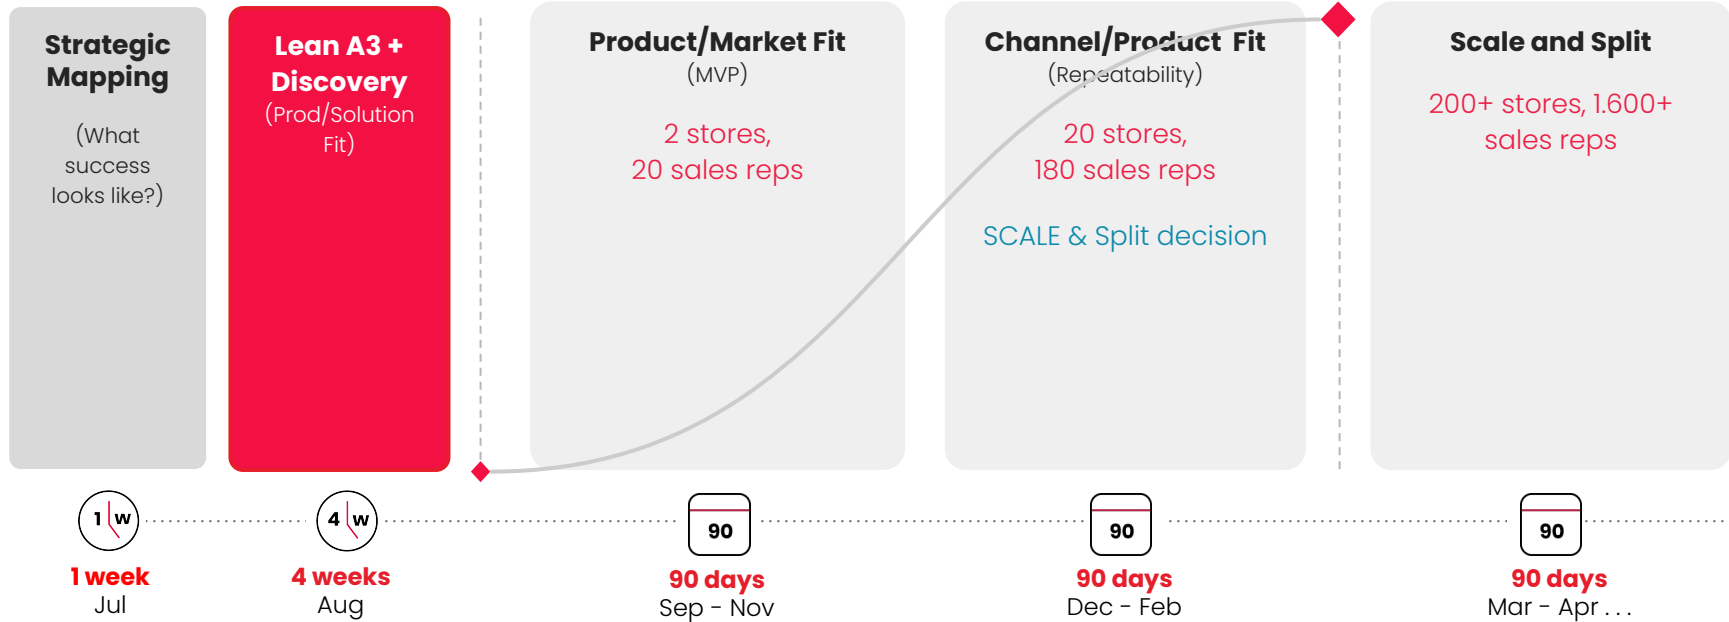 Strategic
Mapping
(What
success
looks like?)
Lean A3 +
Discovery
(Prod/Solution
Fit)
Product/Market Fit
(MVP)
2 stores,
20 sales reps
Channel/Product Fit
(Repeatability)
20 stores,
180 sales reps
SCALE & Split decision
Scale and Split
200+ stores, 1.600+
sales reps
1 w
1 week
Jul
4 w
4 weeks
Aug
90
90 days
Sep - Nov
90
90 days
Dec - Feb
90
90 days
Mar - Apr . . .